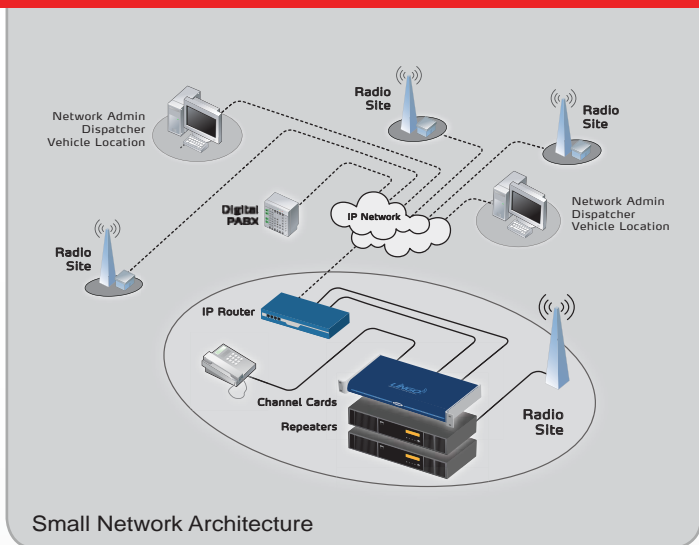 Radio
Site
Radio
Site
Network Admin
Dispatcher
Vehicle Location
Digital
PABX
IP Network
Network Admin
Dispatcher
Vehicle Location
Radio
Site
IP Router
Channel Cards
Repeaters
Radio
Site
Small Network Architecture